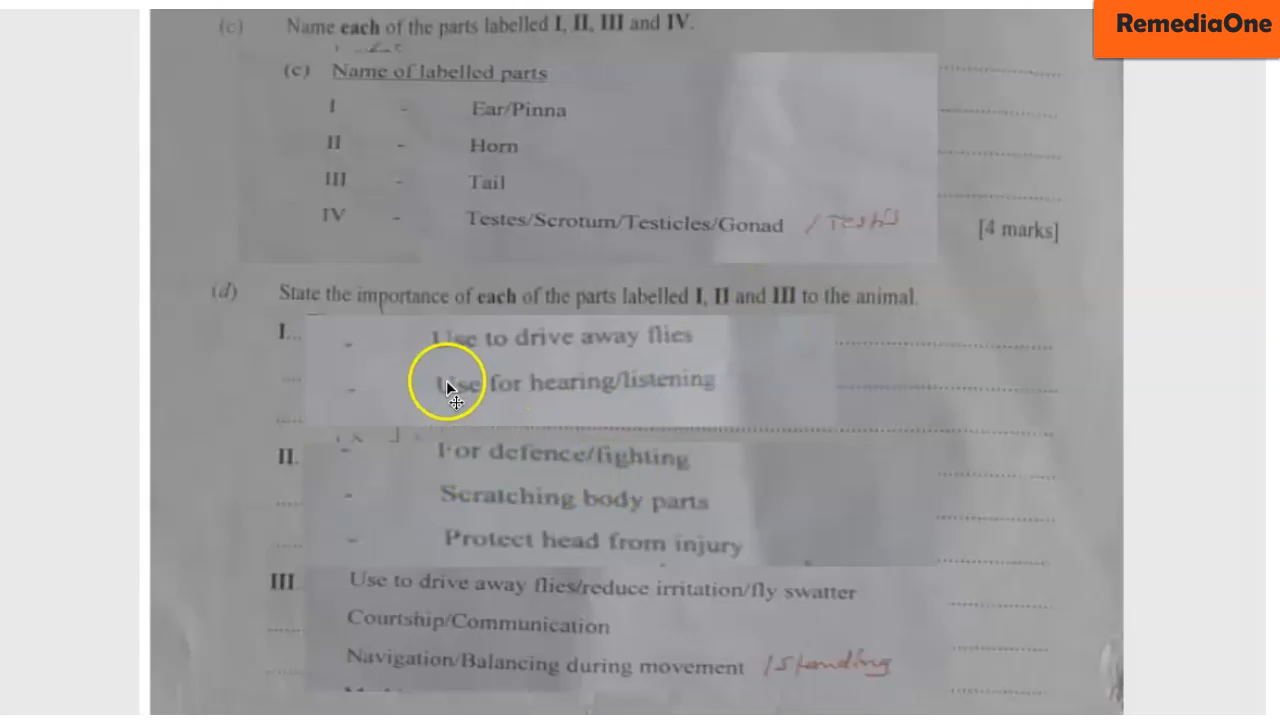 RemediaOne
(c) Name each of the parts labelled I, II, III and IV.
(c) Name of labelled parts
I - Ear/Pinna
II - Horn
III - Tail
IV - Testes/Scrotum/Testicles/Gonad /Testis [4 marks]
(d) State the importance of each of the parts labelled I, II and III to the animal.
I. - Use to drive away flies
- Use for hearing/listening
II. - For defence/fighting
- Scratching body parts
- Protect head from injury
III. Use to drive away flies/reduce irritation/fly swatter
Courtship/Communication
Navigation/Balancing during movement /Standing